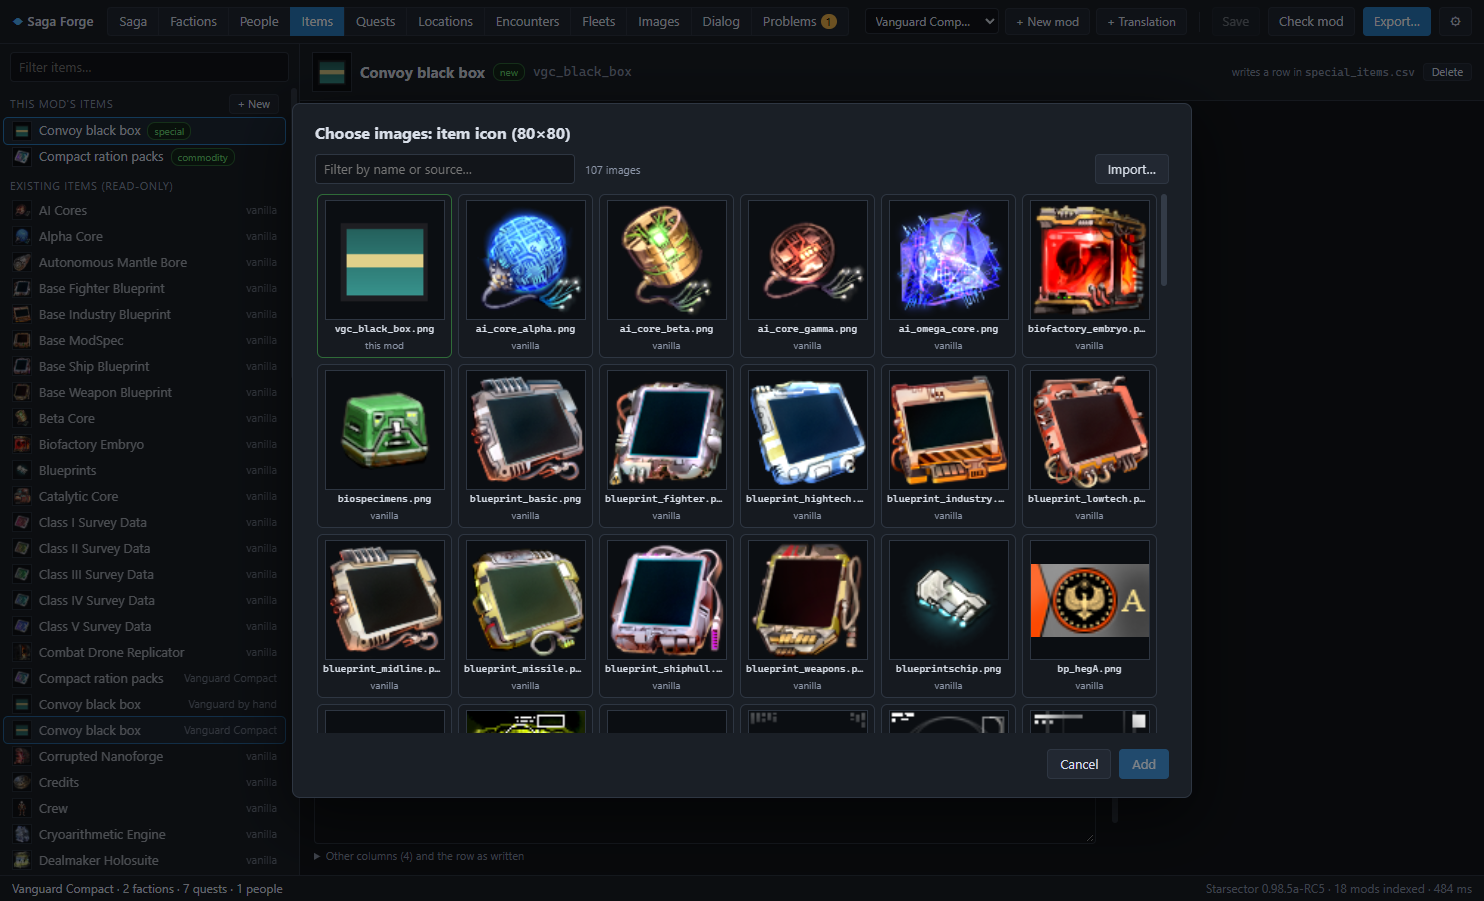 Saga Forge
Saga
Factions
People
Items
Quests
Locations
Encounters
Fleets
Images
Dialog
Problems 1
Vanguard Comp...
+ New mod
+ Translation
Save
Check mod
Export...
Filter items...
THIS MOD'S ITEMS
+ New
Convoy black box special
Compact ration packs commodity
EXISTING ITEMS (READ-ONLY)
AI Cores vanilla
Alpha Core vanilla
Autonomous Mantle Bore vanilla
Base Fighter Blueprint vanilla
Base Industry Blueprint vanilla
Base ModSpec vanilla
Base Ship Blueprint vanilla
Base Weapon Blueprint vanilla
Beta Core vanilla
Biofactory Embryo vanilla
Blueprints vanilla
Catalytic Core vanilla
Class I Survey Data vanilla
Class II Survey Data vanilla
Class III Survey Data vanilla
Class IV Survey Data vanilla
Class V Survey Data vanilla
Combat Drone Replicator vanilla
Compact ration packs Vanguard Compact
Convoy black box Vanguard by hand
Convoy black box Vanguard Compact
Corrupted Nanoforge vanilla
Credits vanilla
Crew vanilla
Cryoarithmetic Engine vanilla
Dealmaker Holosuite vanilla
Convoy black box new vgc_black_box
writes a row in special_items.csv
Delete
Choose images: item icon (80×80)
Filter by name or source...
107 images
Import...
vgc_black_box.png
this mod
ai_core_alpha.png
vanilla
ai_core_beta.png
vanilla
ai_core_gamma.png
vanilla
ai_omega_core.png
vanilla
biofactory_embryo.p...
vanilla
biospecimens.png
vanilla
blueprint_basic.png
vanilla
blueprint_fighter.p...
vanilla
blueprint_hightech....
vanilla
blueprint_industry....
vanilla
blueprint_lowtech.p...
vanilla
blueprint_midline.p...
vanilla
blueprint_missile.p...
vanilla
blueprint_shiphull....
vanilla
blueprint_weapons.p...
vanilla
blueprintschip.png
vanilla
A
bp_hegA.png
vanilla
Cancel
Add
Other columns (4) and the row as written
Vanguard Compact · 2 factions · 7 quests · 1 people
Starsector 0.98.5a-RC5 · 18 mods indexed · 484 ms